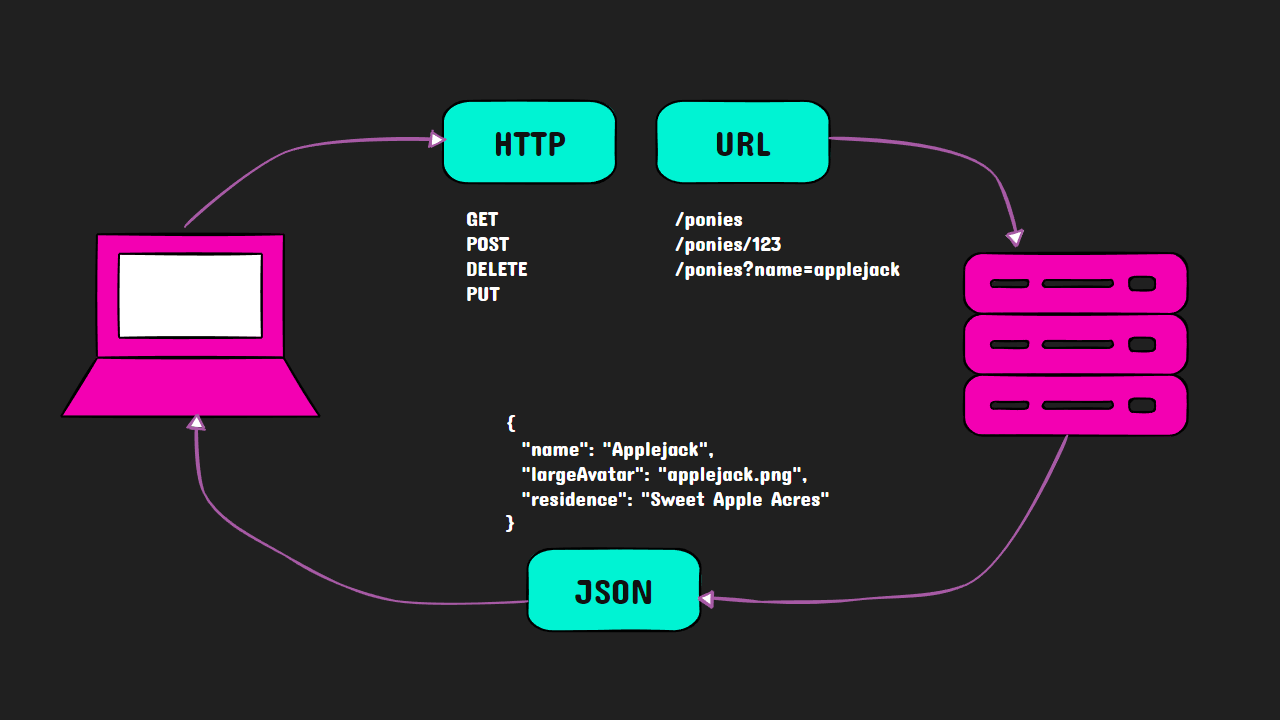 HTTP
URL
GET
POST
DELETE
PUT
/ponies
/ponies/123
/ponies?name=applejack
{
"name": "Applejack",
"largeAvatar": "applejack.png",
"residence": "Sweet Apple Acres"
}
JSON